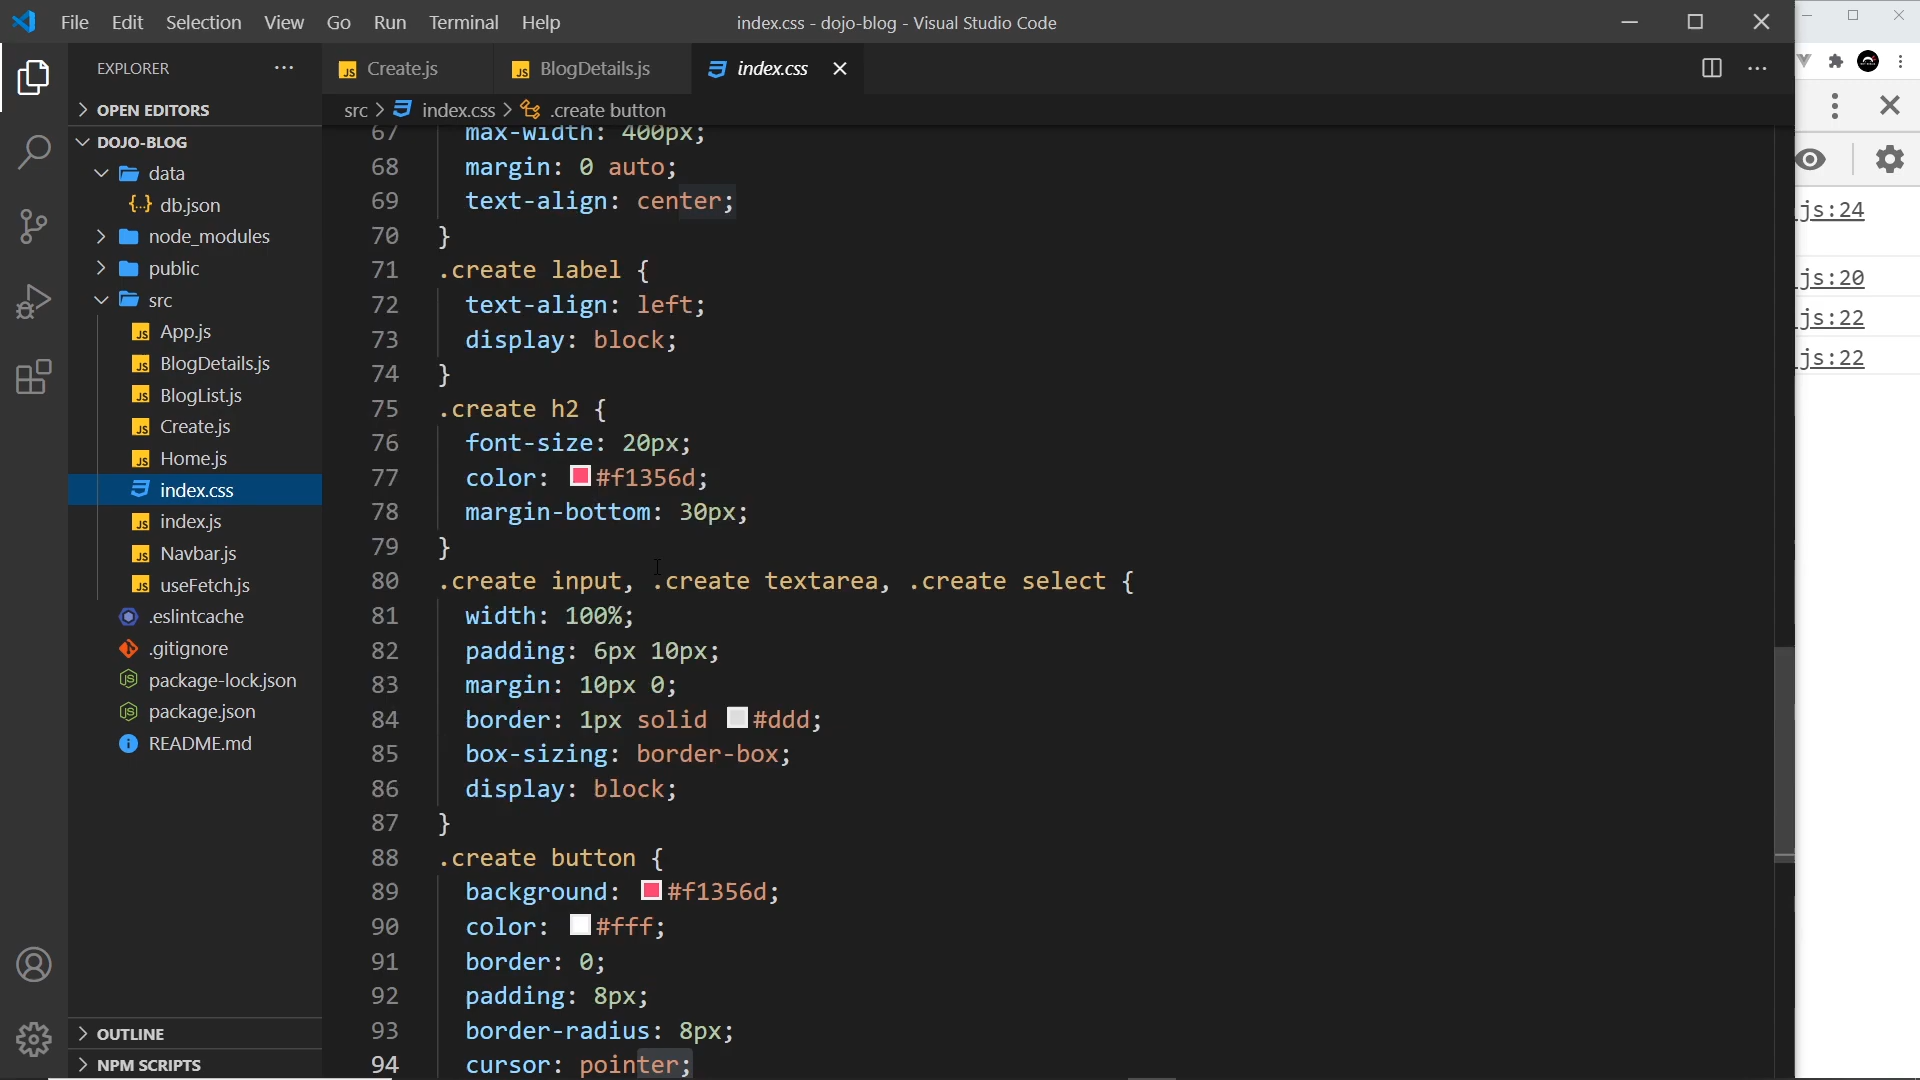 File Edit Selection View Go Run Terminal Help
index.css - dojo-blog - Visual Studio Code
EXPLORER
OPEN EDITORS
DOJO-BLOG
data
db.json
node_modules
public
src
App.js
BlogDetails.js
BlogList.js
Create.js
Home.js
index.css
index.js
Navbar.js
useFetch.js
.eslintcache
.gitignore
package-lock.json
package.json
README.md
OUTLINE
NPM SCRIPTS
Create.js BlogDetails.js index.css
src > index.css > .create button
67 max-width: 400px;
68 margin: 0 auto;
69 text-align: center;
70 }
71 .create label {
72 text-align: left;
73 display: block;
74 }
75 .create h2 {
76 font-size: 20px;
77 color: #f1356d;
78 margin-bottom: 30px;
79 }
80 .create input, .create textarea, .create select {
81 width: 100%;
82 padding: 6px 10px;
83 margin: 10px 0;
84 border: 1px solid #ddd;
85 box-sizing: border-box;
86 display: block;
87 }
88 .create button {
89 background: #f1356d;
90 color: #fff;
91 border: 0;
92 padding: 8px;
93 border-radius: 8px;
94 cursor: pointer;
js:24
js:20
js:22
js:22